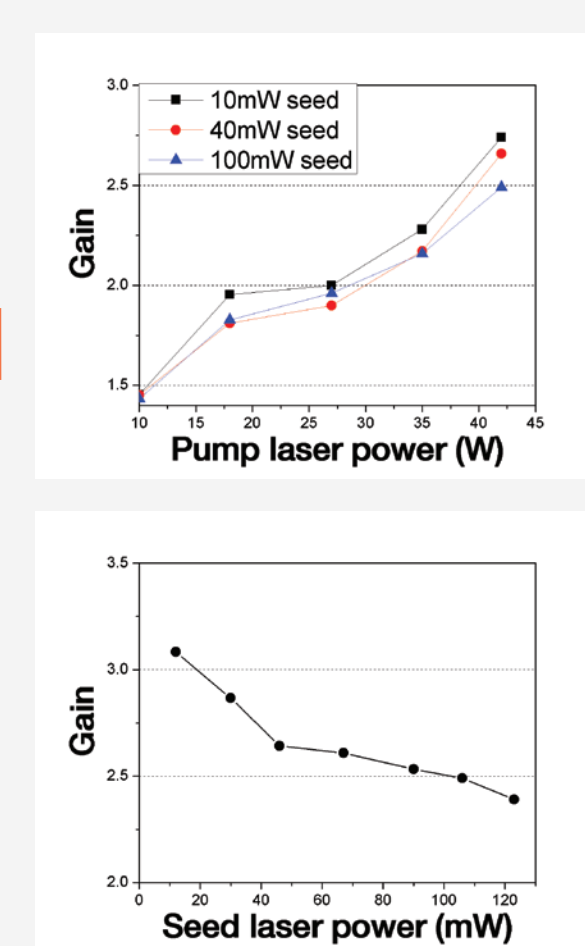 3.0
10mW seed
40mW seed
100mW seed
2.5
2.0
1.5
Gain
10 15 20 25 30 35 40 45
Pump laser power (W)
3.5
3.0
2.5
2.0
Gain
0 20 40 60 80 100 120
Seed laser power (mW)